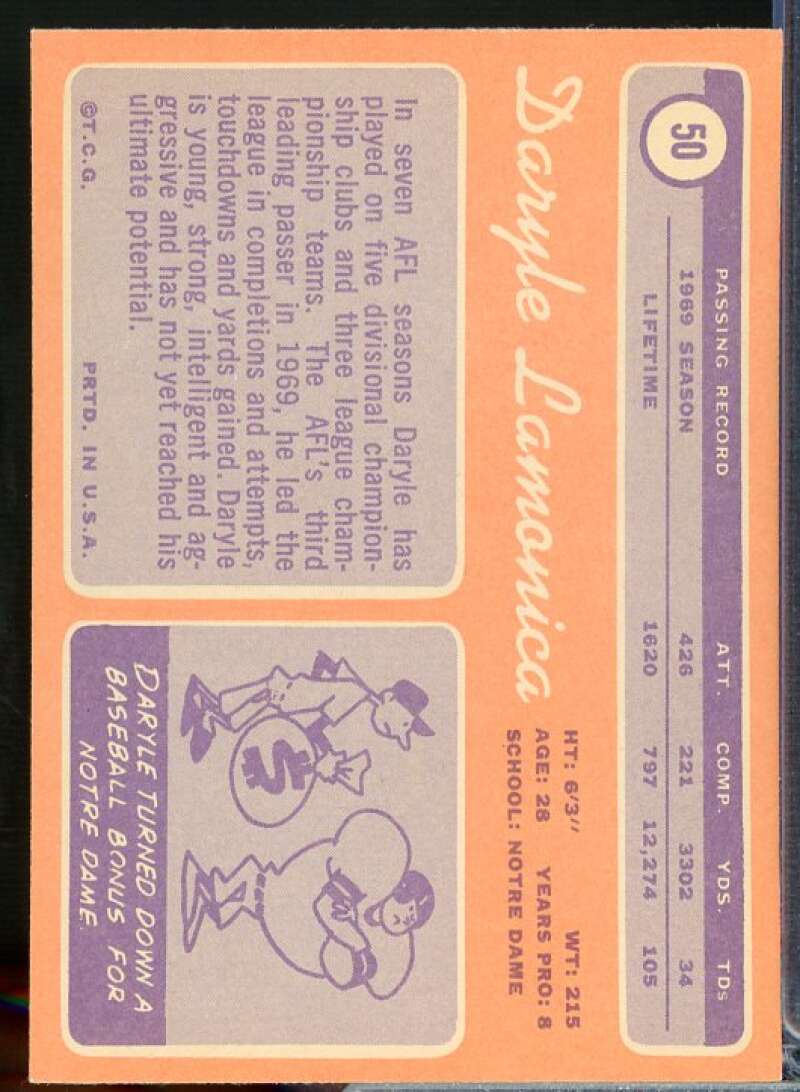 50
PASSING RECORD ATT. COMP. YDS. TDs
1969 SEASON 426 221 3302 34
LIFETIME 1620 797 12,274 105
Daryle Lamonica
HT: 6'3" WT: 215
AGE: 28 YEARS PRO: 8
SCHOOL: NOTRE DAME
In seven AFL seasons Daryle has
played on five divisional champion-
ship clubs and three league cham-
pionship teams. The AFL's third
leading passer in 1969, he led the
league in completions and attempts,
touchdowns and yards gained. Daryle
is young, strong, intelligent and ag-
gressive and has not yet reached his
ultimate potential.
©T.C.G. PRTD. IN U.S.A.
$
DARYLE TURNED DOWN A
BASEBALL BONUS FOR
NOTRE DAME.